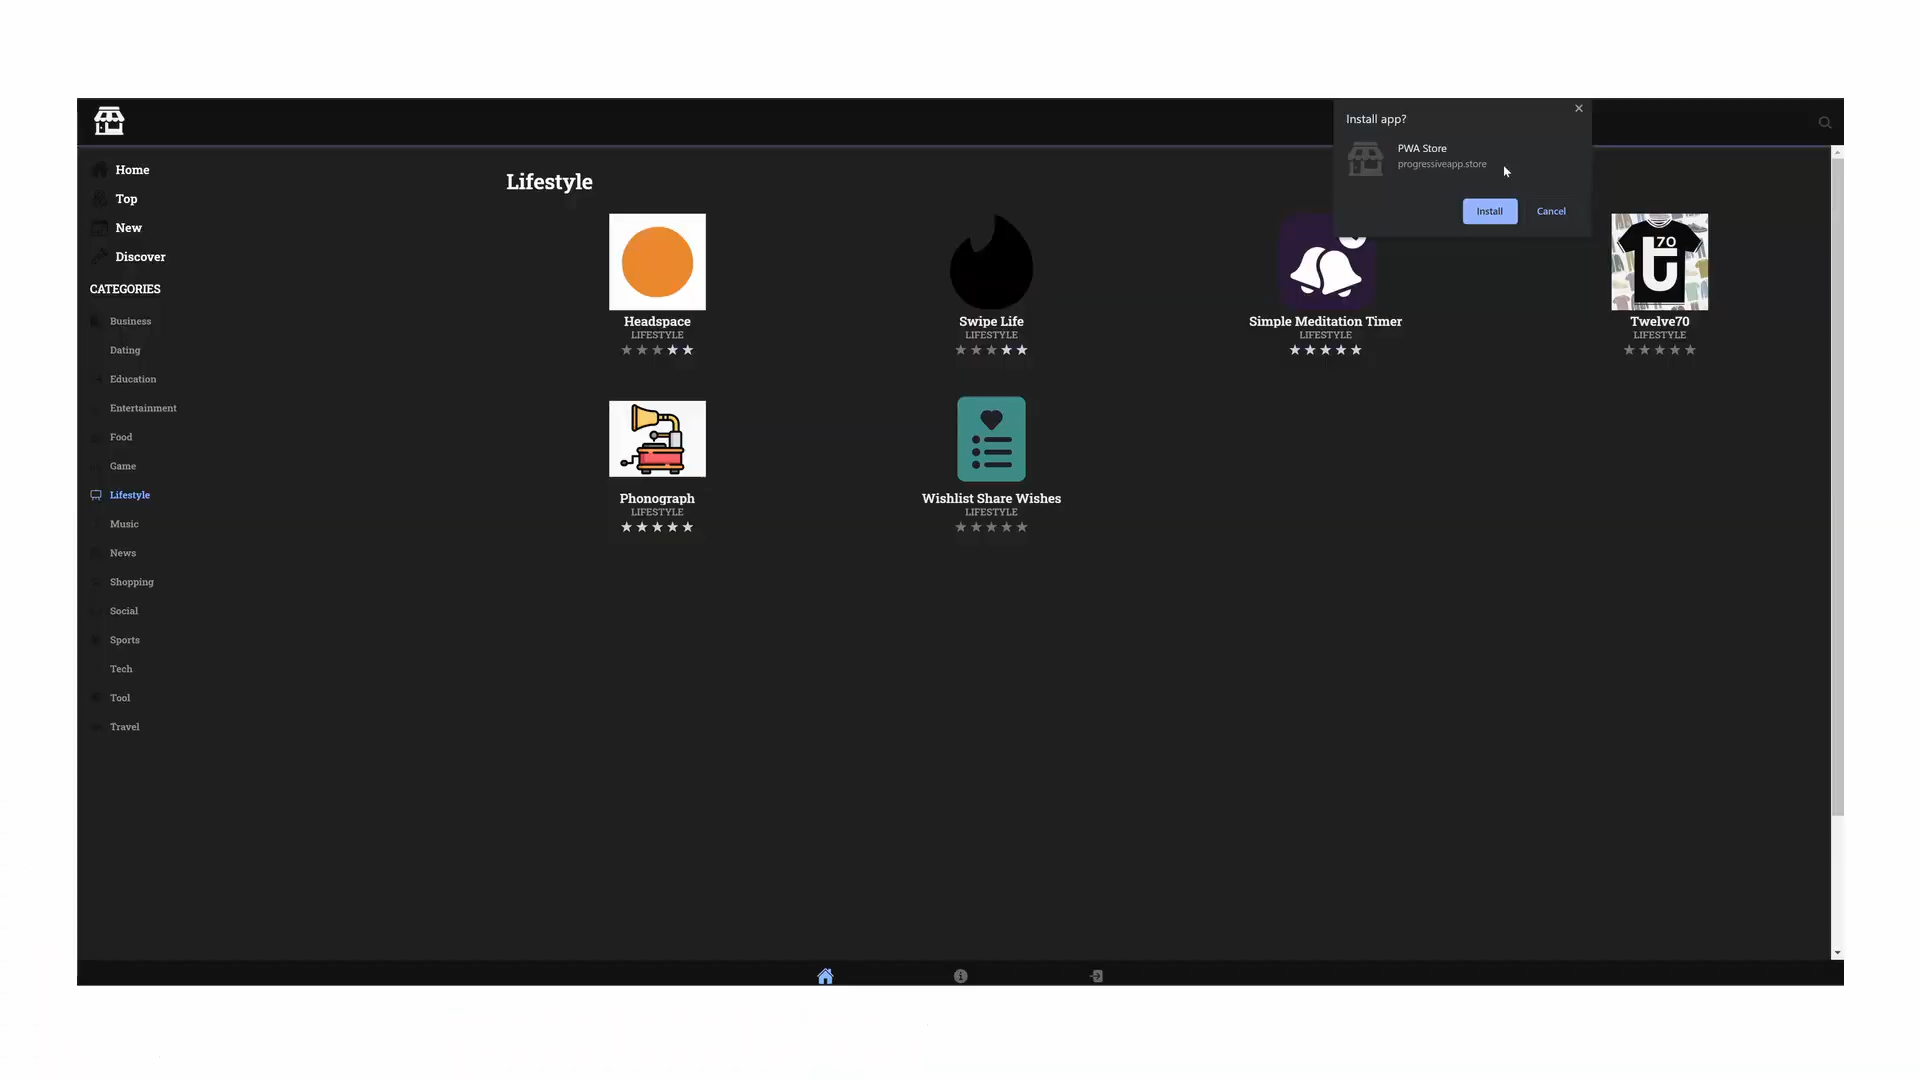 Install app?
PWA Store
progressiveapp.store
Install
Cancel
Home
Top
New
Discover
CATEGORIES
Business
Dating
Education
Entertainment
Food
Game
Lifestyle
Music
News
Shopping
Social
Sports
Tech
Tool
Travel
Lifestyle
Headspace
LIFESTYLE
Swipe Life
LIFESTYLE
Simple Meditation Timer
LIFESTYLE
70
t
Twelve70
LIFESTYLE
Phonograph
LIFESTYLE
Wishlist Share Wishes
LIFESTYLE